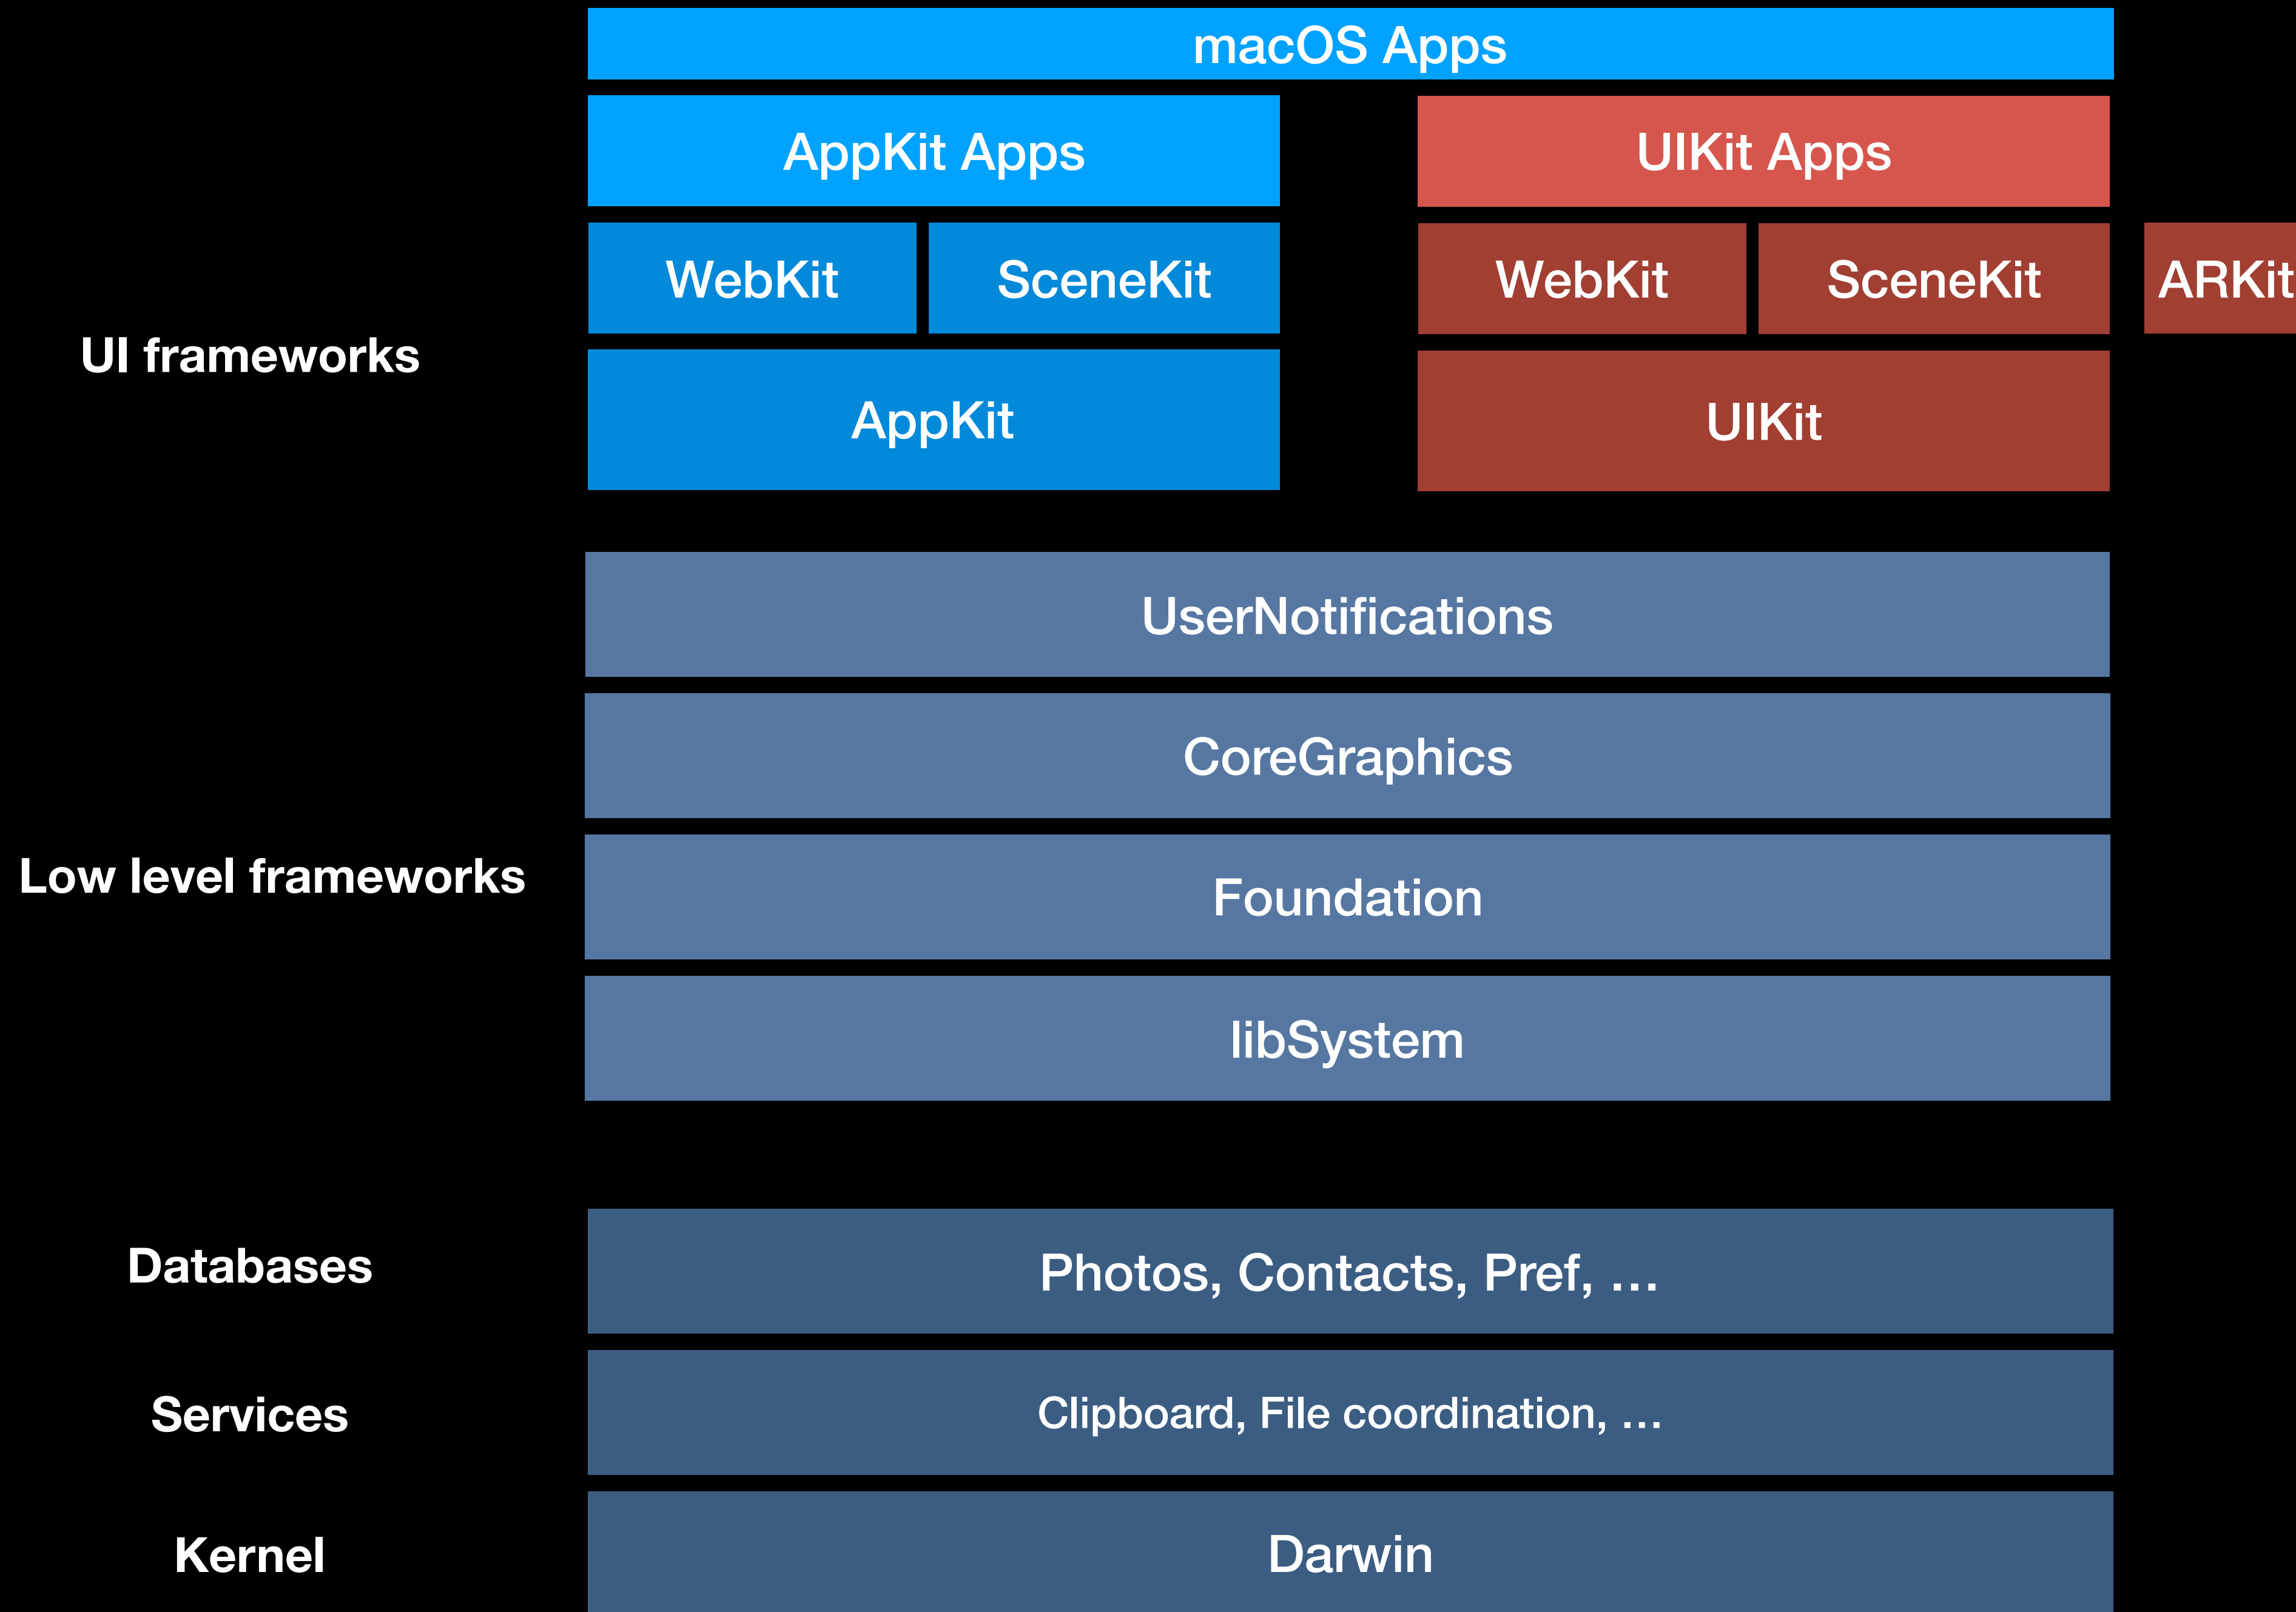 macOS Apps
AppKit Apps
UIKit Apps
WebKit
SceneKit
WebKit
SceneKit
ARKit
UI frameworks
AppKit
UIKit
UserNotifications
CoreGraphics
Low level frameworks
Foundation
libSystem
Databases
Photos, Contacts, Pref, ...
Services
Clipboard, File coordination, ...
Kernel
Darwin